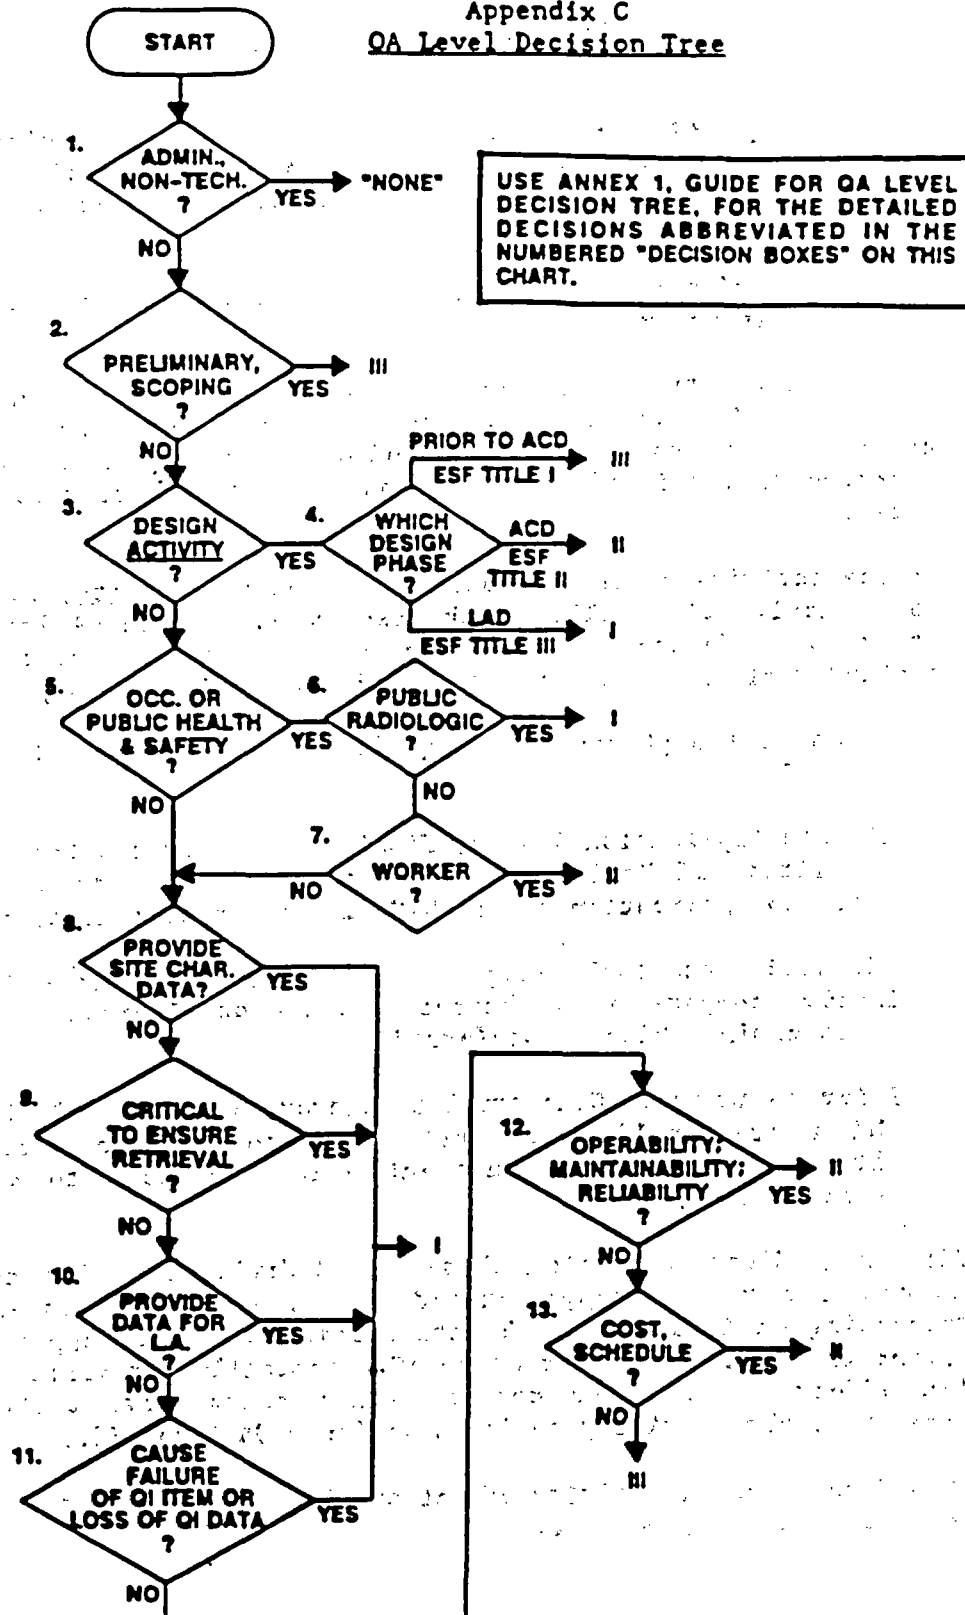 Appendix C
QA Level Decision Tree
START
USE ANNEX 1, GUIDE FOR QA LEVEL
DECISION TREE, FOR THE DETAILED
DECISIONS ABBREVIATED IN THE
NUMBERED "DECISION BOXES" ON THIS
CHART.
1.
ADMIN.,
NON-TECH.
?
YES
"NONE"
NO
2.
PRELIMINARY,
SCOPING
?
YES
III
NO
3.
DESIGN
ACTIVITY
?
YES
NO
4.
WHICH
DESIGN
PHASE
?
PRIOR TO ACD
ESF TITLE I
III
ACD
ESF
TITLE II
II
LAD
ESF TITLE III
I
5.
OCC. OR
PUBLIC HEALTH
& SAFETY
?
YES
NO
6.
PUBLIC
RADIOLOGIC
?
YES
I
NO
7.
WORKER
?
YES
II
NO
8.
PROVIDE
SITE CHAR.
DATA?
YES
NO
9.
CRITICAL
TO ENSURE
RETRIEVAL
?
YES
NO
I
10.
PROVIDE
DATA FOR
L.A.
?
YES
NO
11.
CAUSE
FAILURE
OF QI ITEM OR
LOSS OF QI DATA
?
YES
NO
12.
OPERABILITY;
MAINTAINABILITY;
RELIABILITY
?
YES
II
NO
13.
COST,
SCHEDULE
?
YES
II
NO
III